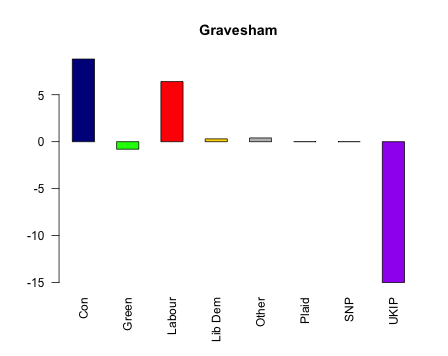 Gravesham
5
0
-5
-10
-15
Con
Green
Labour
Lib Dem
Other
Plaid
SNP
UKIP